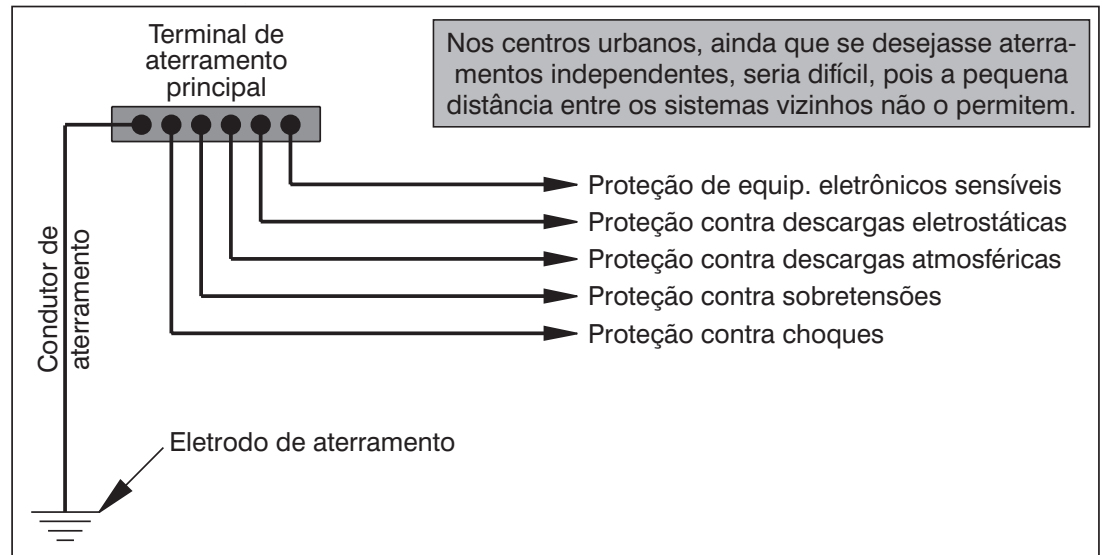 Terminal de
aterramento
principal
Nos centros urbanos, ainda que se desejasse aterra-
mentos independentes, seria difícil, pois a pequena
distância entre os sistemas vizinhos não o permitem.
Proteção de equip. eletrônicos sensíveis
Proteção contra descargas eletrostáticas
Proteção contra descargas atmosféricas
Proteção contra sobretensões
Proteção contra choques
Condutor de
aterramento
Eletrodo de aterramento